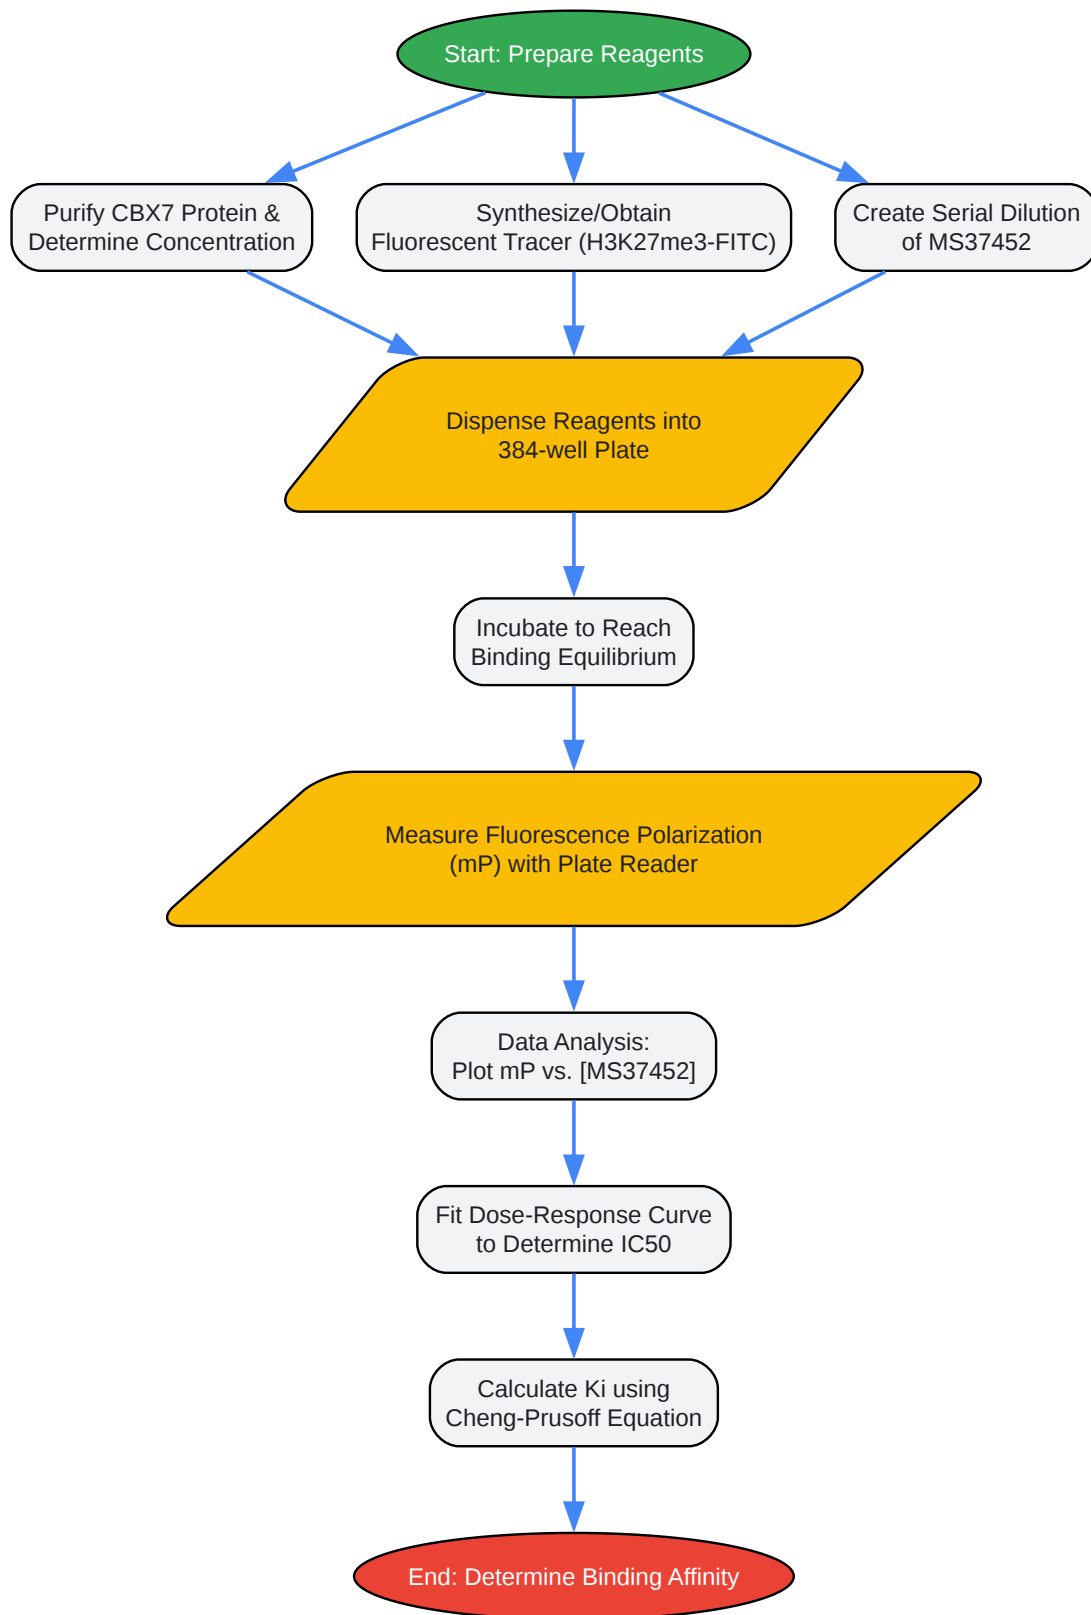 Start: Prepare Reagents
Purify CBX7 Protein &
Determine Concentration
Synthesize/Obtain
Fluorescent Tracer (H3K27me3-FITC)
Create Serial Dilution
of MS37452
Dispense Reagents into
384-well Plate
Incubate to Reach
Binding Equilibrium
Measure Fluorescence Polarization
(mP) with Plate Reader
Data Analysis:
Plot mP vs. [MS37452]
Fit Dose-Response Curve
to Determine IC50
Calculate Ki using
Cheng-Prusoff Equation
End: Determine Binding Affinity